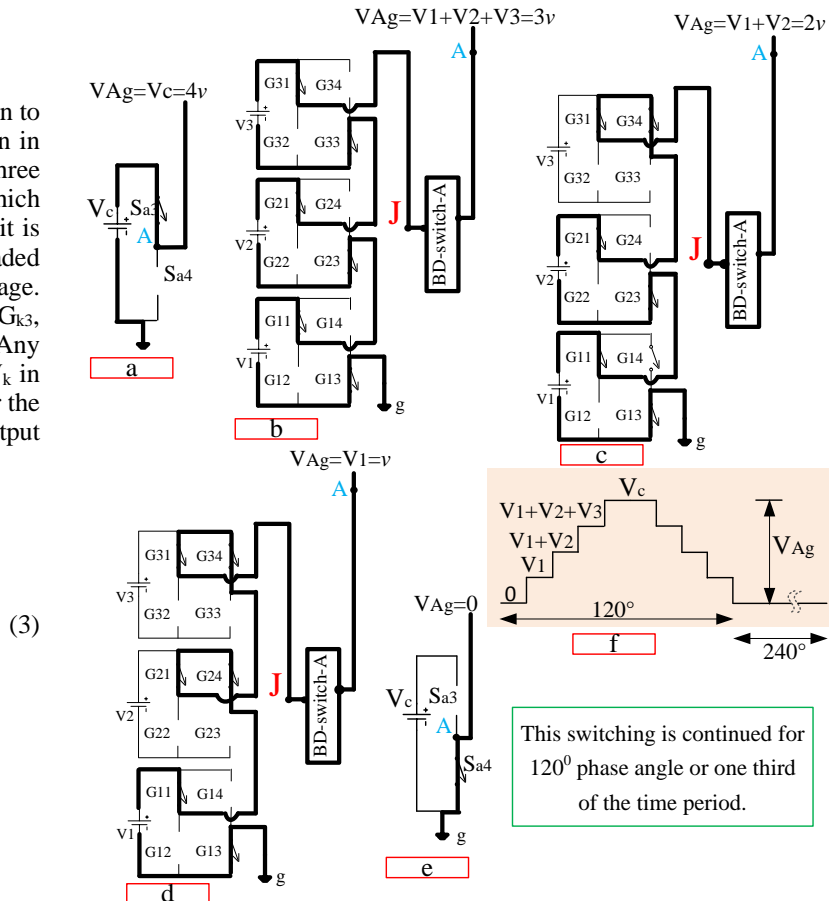 n to
n in
hree
hich
it is
ided
age.
Gk3,
Any
k in
the
tput
(3)
VAg=Vc=4v
Vc
Sa3
A
Sa4
a
VAg=V1+V2+V3=3v
A
G31
G34
V3
G32
G33
G21
G24
J
BD-switch-A
V2
G22
G23
G11
G14
V1
G12
G13
g
b
VAg=V1+V2=2v
A
G31
G34
V3
G32
G33
G21
G24
J
BD-switch-A
V2
G22
G23
G11
G14
V1
G12
G13
g
c
VAg=V1=v
A
G31
G34
V3
G32
G33
G21
G24
J
BD-switch-A
V2
G22
G23
G11
G14
V1
G12
G13
g
d
VAg=0
Vc
Sa3
A
Sa4
g
e
Vc
V1+V2+V3
V1+V2
V1
0
VAg
120°
240°
f
This switching is continued for
120⁰ phase angle or one third
of the time period.